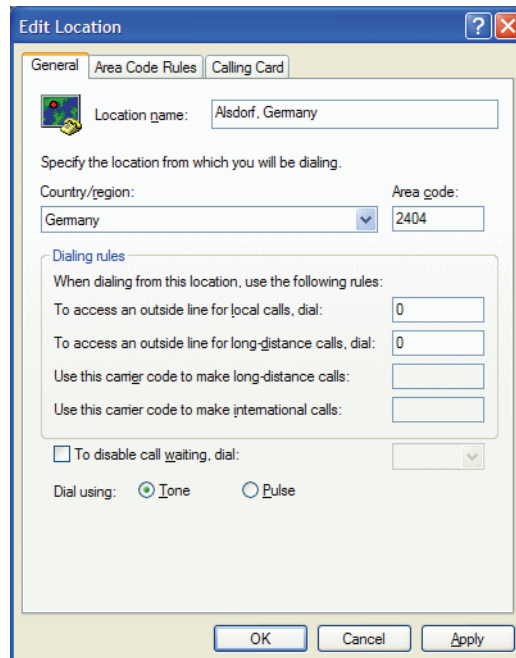 Edit Location
General Area Code Rules Calling Card
Location name: Alsdorf, Germany
Specify the location from which you will be dialing.
Country/region: Area code:
Germany 2404
Dialing rules
When dialing from this location, use the following rules:
To access an outside line for local calls, dial: 0
To access an outside line for long-distance calls, dial: 0
Use this carrier code to make long-distance calls:
Use this carrier code to make international calls:
To disable call waiting, dial:
Dial using: Tone Pulse
OK Cancel Apply